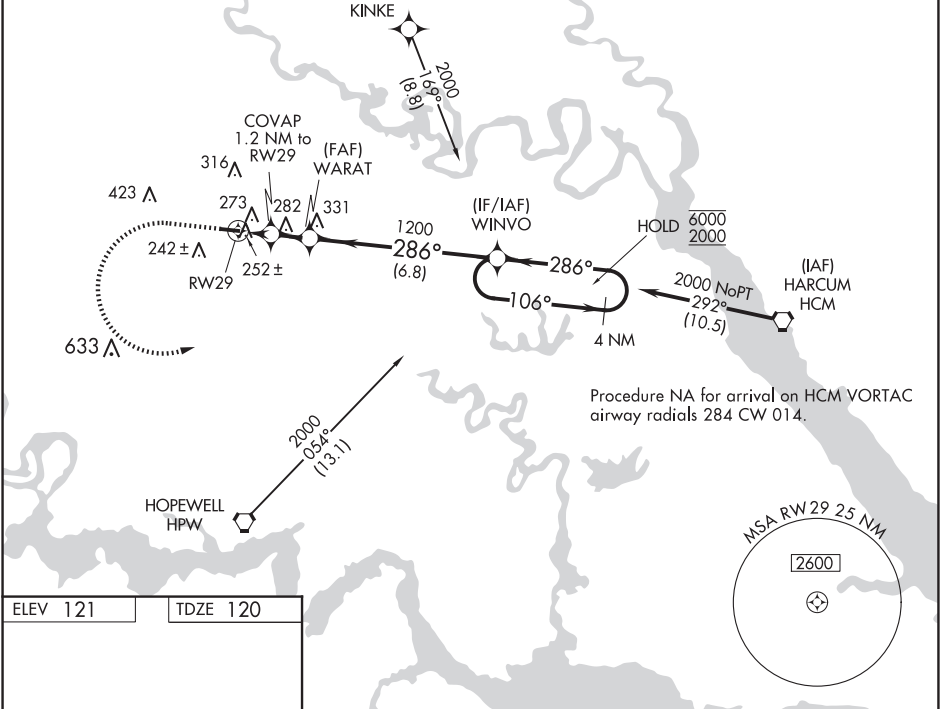 KINKE
2000
169°
(8.8)
COVAP
1.2 NM to
RW29
(FAF)
WARAT
316
423
273
282
331
242 ±
252 ±
RW29
633
1200
286°
(6.8)
(IF/IAF)
WINVO
HOLD
6000
2000
286°
106°
4 NM
2000 NoPT
292°
(10.5)
(IAF)
HARCUM
HCM
Procedure NA for arrival on HCM VORTAC
airway radials 284 CW 014.
2000
054°
(13.1)
HOPEWELL
HPW
MSA RW29 25 NM
2600
ELEV 121
TDZE 120